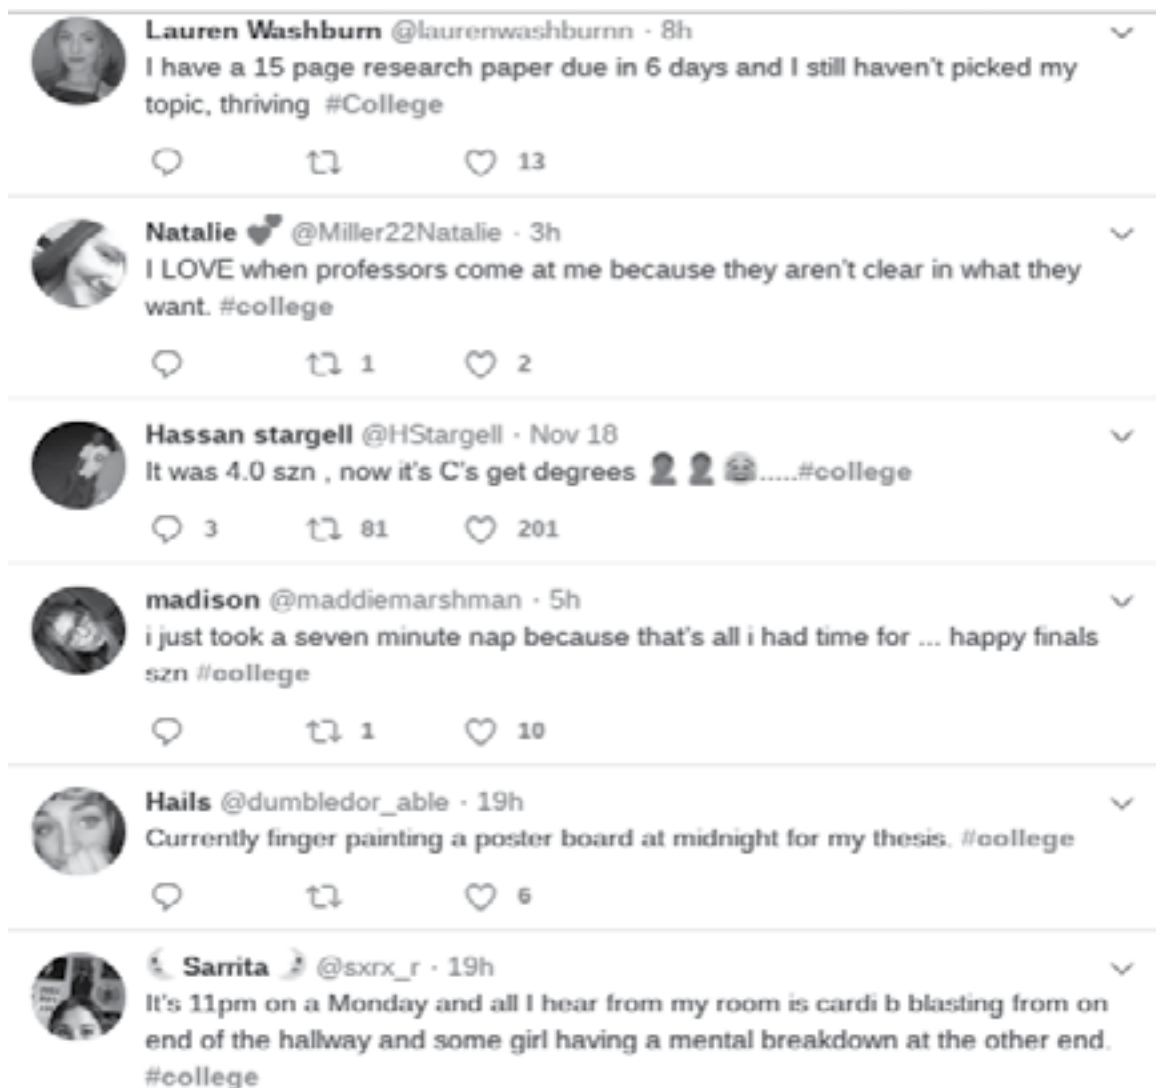 Lauren Washburn @laurenwashburnn · 8h
I have a 15 page research paper due in 6 days and I still haven't picked my
topic, thriving #College
13
Natalie 💕 @Miller22Natalie · 3h
I LOVE when professors come at me because they aren't clear in what they
want. #college
1 2
Hassan stargell @HStargell · Nov 18
It was 4.0 szn , now it's C's get degrees .....#college
3 81 201
madison @maddiemarshman · 5h
i just took a seven minute nap because that's all i had time for ... happy finals
szn #college
1 10
Hails @dumbledor_able · 19h
Currently finger painting a poster board at midnight for my thesis. #college
6
Sarrita @sxrx_r · 19h
It's 11pm on a Monday and all I hear from my room is cardi b blasting from on
end of the hallway and some girl having a mental breakdown at the other end.
#college